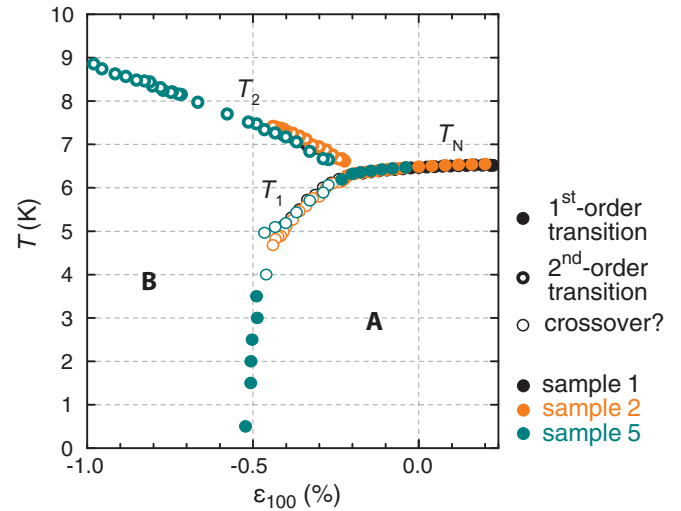 10
9
8
7
6
5
4
3
2
1
0
T (K)
-1.0
-0.5
0.0
ε100 (%)
T2
TN
T1
B
A
1st-order
transition
2nd-order
transition
crossover?
sample 1
sample 2
sample 5